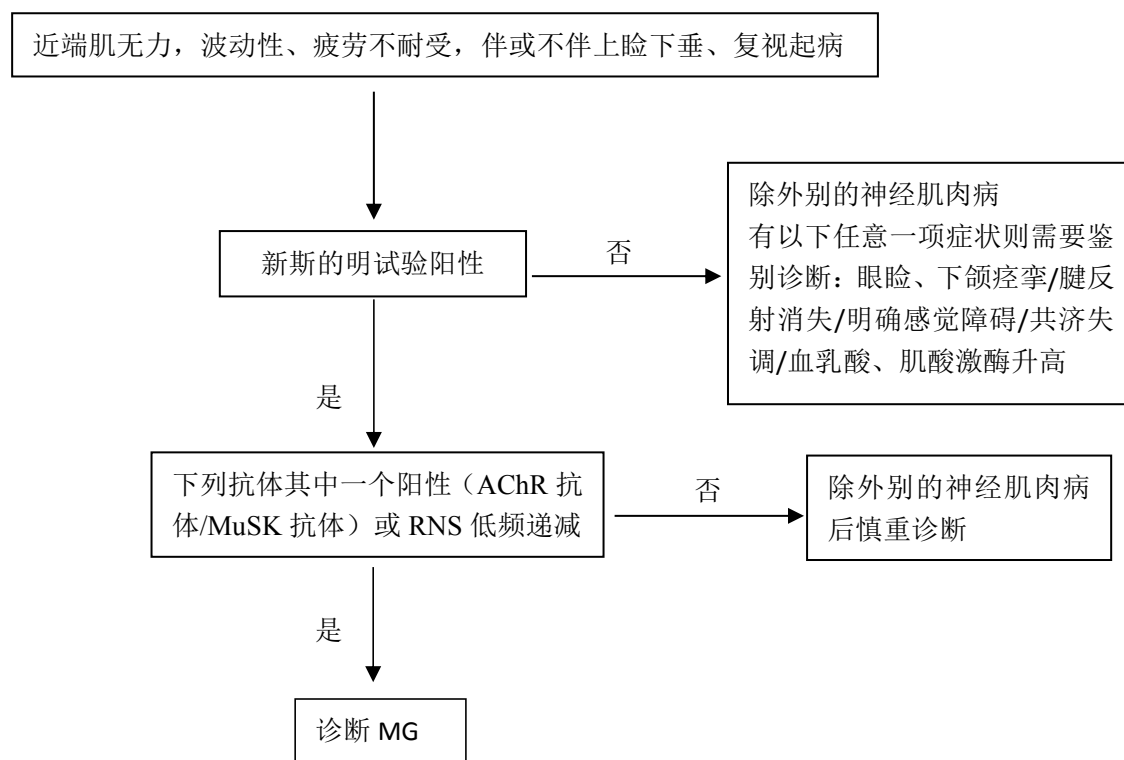 近端肌无力，波动性、疲劳不耐受，伴或不伴上睑下垂、复视起病
除外别的神经肌肉病
有以下任意一项症状则需要鉴
别诊断：眼睑、下颌痉挛/腱反
射消失/明确感觉障碍/共济失
调/血乳酸、肌酸激酶升高
新斯的明试验阳性
否
是
下列抗体其中一个阳性（AChR 抗
体/MuSK 抗体）或 RNS 低频递减
否
除外别的神经肌肉病
后慎重诊断
是
诊断 MG